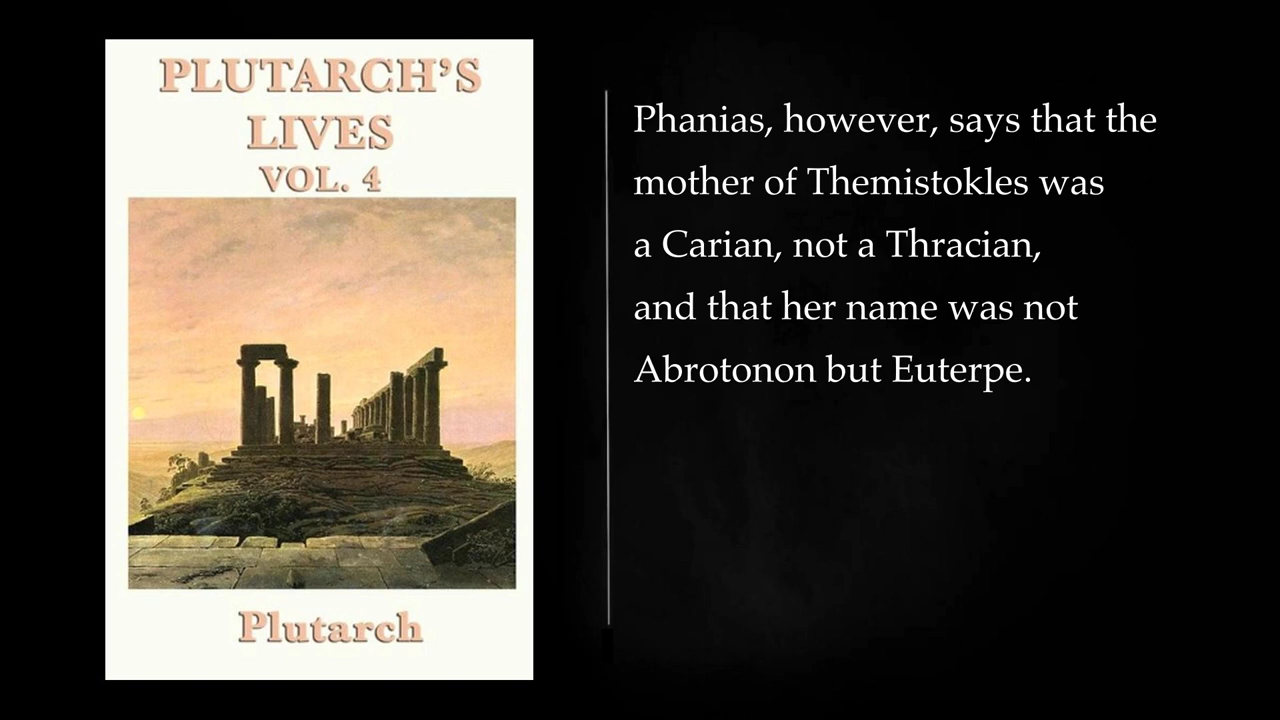 PLUTARCH'S
LIVES
VOL. 4
Plutarch
Phanias, however, says that the
mother of Themistokles was
a Carian, not a Thracian,
and that her name was not
Abrotonon but Euterpe.